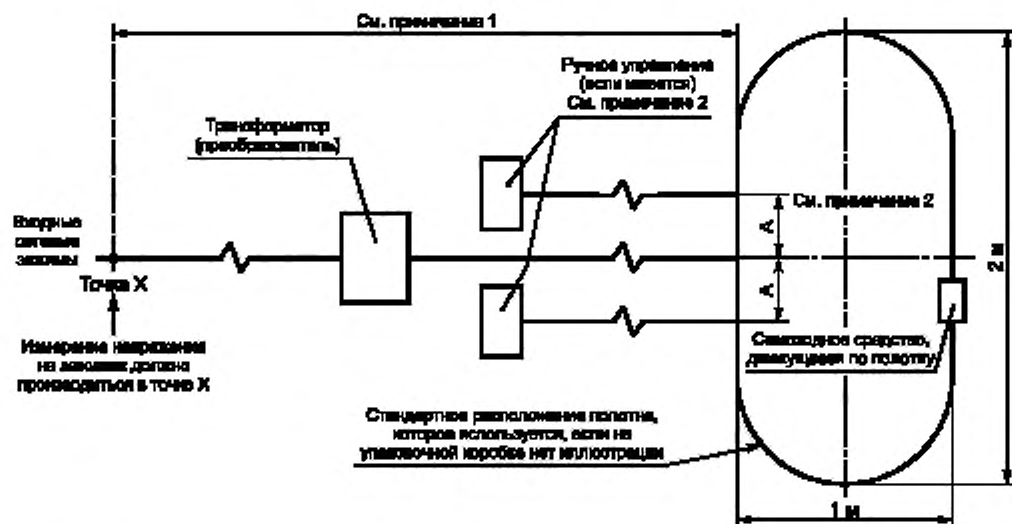 См. примечание 1
Ручное управление
(если имеется)
См. примечание 2
Трансформатор
(преобразователь)
См. примечание 2
Входные
сетевые
зажимы
Точка X
A
A
2 м
Измерение напряжения
на зажимах должно
производиться в точке X
Самоходное средство,
движущееся по полотну
Стандартное расположение полотна,
которое используется, если на
упаковочной коробке нет иллюстрации
1 м